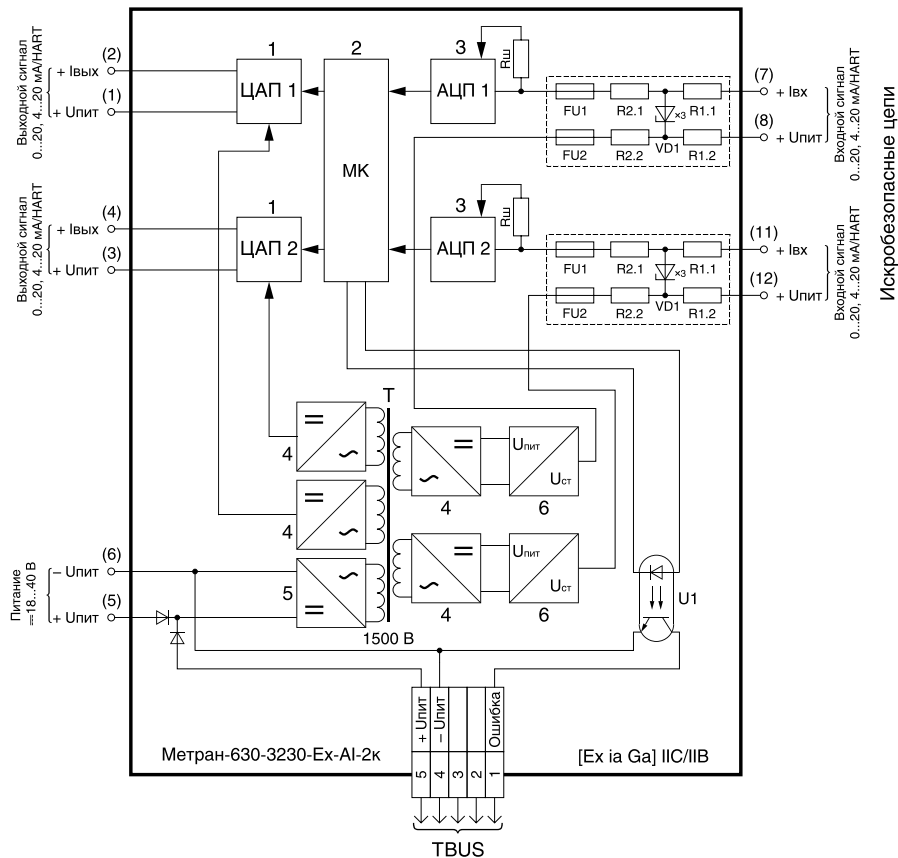 Выходной сигнал
0...20, 4...20 мА/HART
(2)
+ Iвых
(1)
+ Uпит
1
ЦАП 1
2
МК
3
АЦП 1
Rш
FU1
R2.1
×3
R1.1
FU2
R2.2
VD1
R1.2
(7)
+ Iвх
(8)
+ Uпит
Входной сигнал
0...20, 4...20 мА/HART
Искробезопасные цепи
Выходной сигнал
0...20, 4...20 мА/HART
(4)
+ Iвых
(3)
+ Uпит
1
ЦАП 2
3
АЦП 2
Rш
FU1
R2.1
×3
R1.1
FU2
R2.2
VD1
R1.2
(11)
+ Iвх
(12)
+ Uпит
Входной сигнал
0...20, 4...20 мА/HART
T
4
Uпит
Uст
4
6
4
Uпит
Uст
4
6
5
1500 В
Питание
18...40 В
(6)
– Uпит
(5)
+ Uпит
U1
+ Uпит
– Uпит
Ошибка
Метран-630-3230-Ex-AI-2к
[Ex ia Ga] IIC/IIB
5
4
3
2
1
TBUS